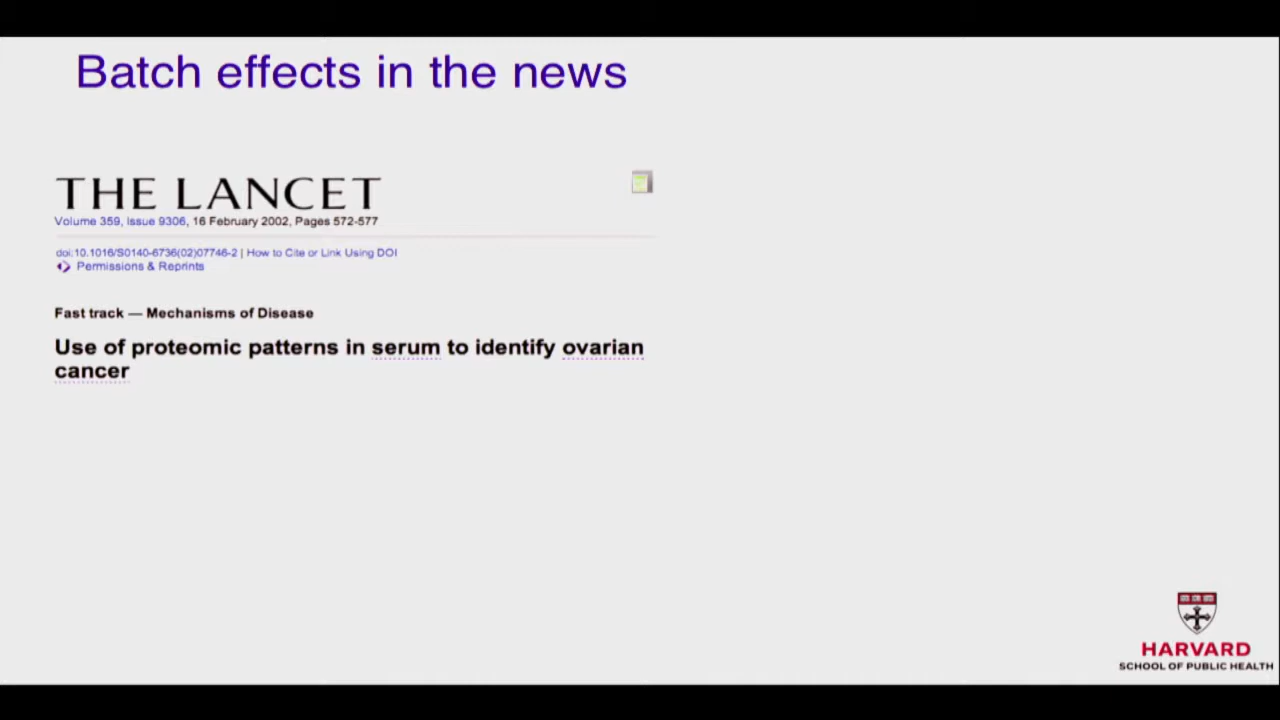 Batch effects in the news
THE LANCET
Volume 359, Issue 9306, 16 February 2002, Pages 572-577
doi:10.1016/S0140-6736(02)07746-2 | How to Cite or Link Using DOI
Permissions & Reprints
Fast track — Mechanisms of Disease
Use of proteomic patterns in serum to identify ovarian
cancer
HARVARD
SCHOOL OF PUBLIC HEALTH